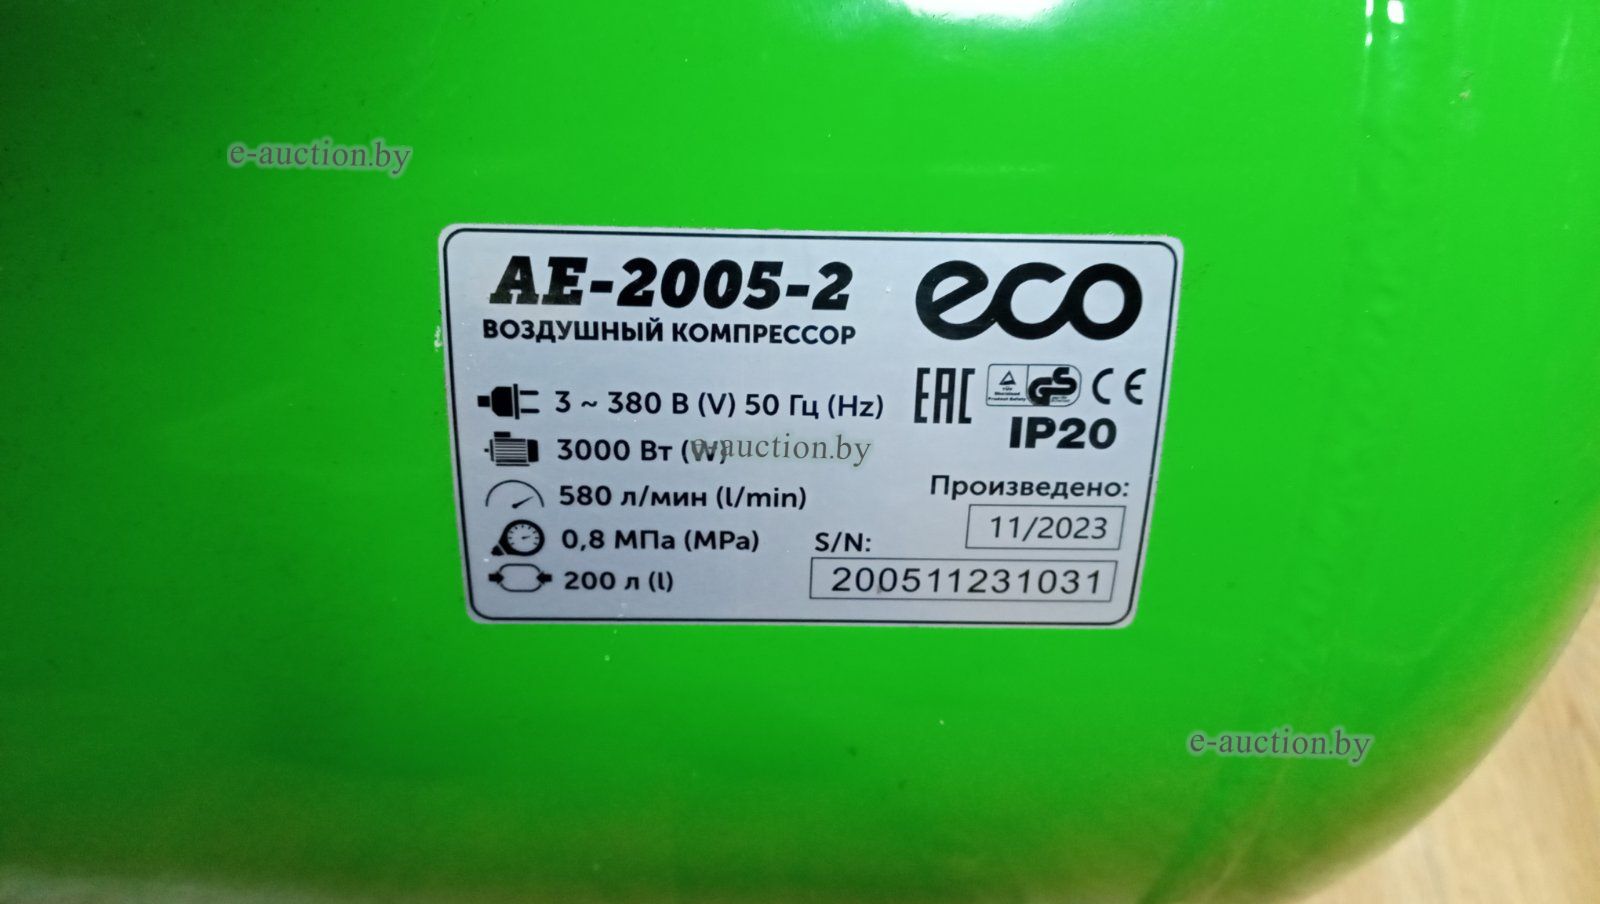 e-auction.by
AE-2005-2
ВОЗДУШНЫЙ КОМПРЕССОР
eco
3 ~ 380 В (V) 50 Гц (Hz)
3000 Вт (W)
e-auction.by
580 л/мин (l/min)
0,8 МПа (MPa)
200 л (l)
EAC
GS
CE
IP20
Произведено:
11/2023
S/N:
200511231031
e-auction.by